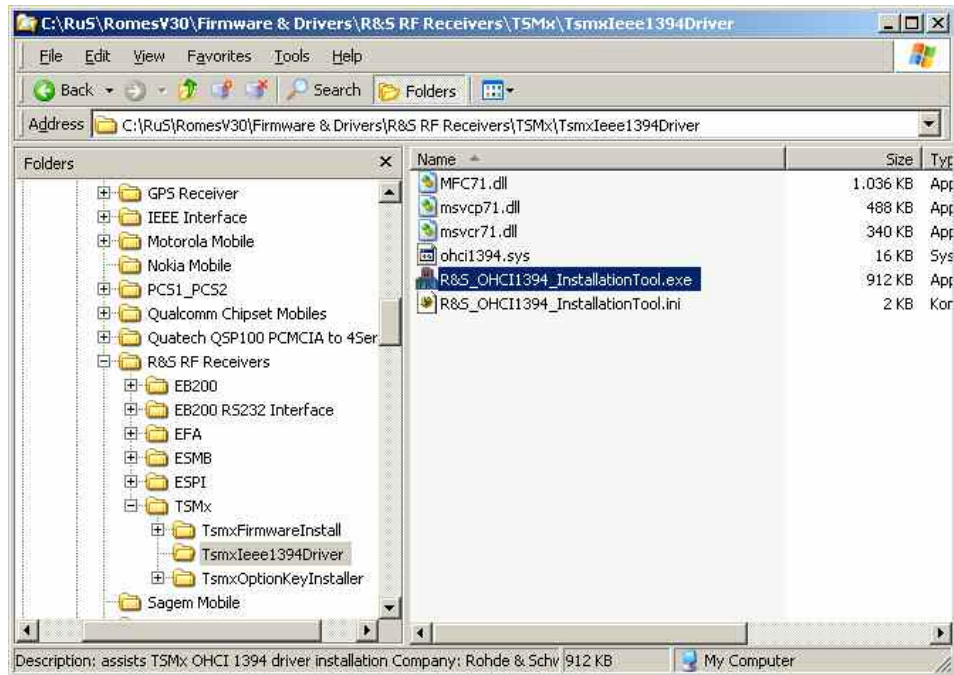 C:\RuS\RomesV30\Firmware & Drivers\R&S RF Receivers\TSMx\TsmxIeee1394Driver
File Edit View Favorites Tools Help
Back Search Folders
Address C:\RuS\RomesV30\Firmware & Drivers\R&S RF Receivers\TSMx\TsmxIeee1394Driver
Folders
GPS Receiver
IEEE Interface
Motorola Mobile
Nokia Mobile
PCS1_PCS2
Qualcomm Chipset Mobiles
Quatech QSP100 PCMCIA to 4Ser
R&S RF Receivers
EB200
EB200 RS232 Interface
EFA
ESMB
ESPI
TSMx
TsmxFirmwareInstall
TsmxIeee1394Driver
TsmxOptionKeyInstaller
Sagem Mobile
Name Size Typ
MFC71.dll 1.036 KB App
msvcp71.dll 488 KB App
msvcr71.dll 340 KB App
ohci1394.sys 16 KB Sys
R&S_OHCI1394_InstallationTool.exe 912 KB App
R&S_OHCI1394_InstallationTool.ini 2 KB Kor
Description: assists TSMx OHCI 1394 driver installation Company: Rohde & Schw 912 KB My Computer